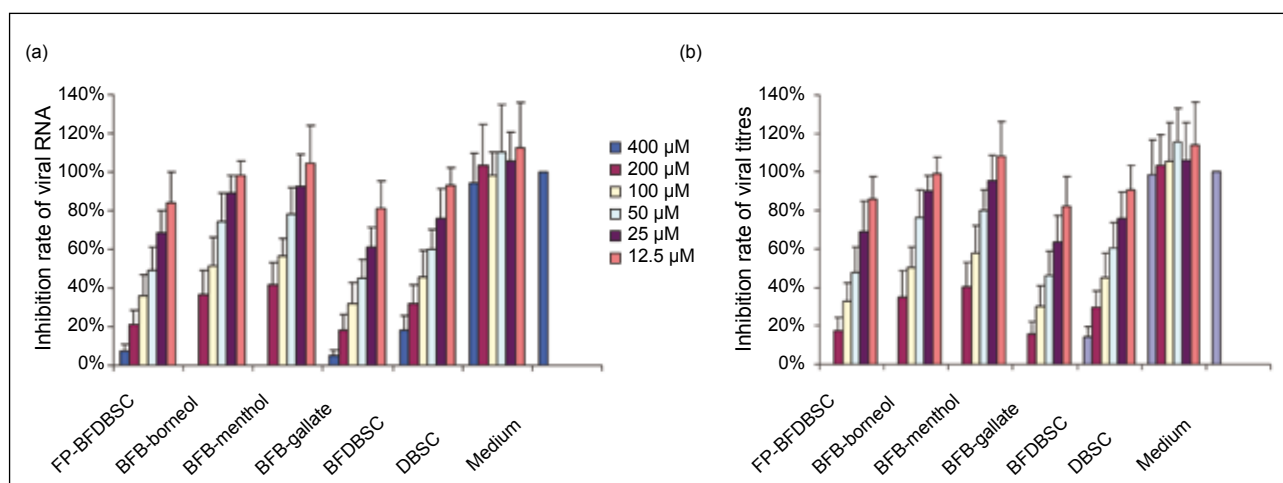 (a)
Inhibition rate of viral RNA
140%
120%
100%
80%
60%
40%
20%
0%
FP-BFDBSC
BFB-borneol
BFB-menthol
BFB-gallate
BFDBSC
DBSC
Medium
400 µM
200 µM
100 µM
50 µM
25 µM
12.5 µM
(b)
Inhibition rate of viral titres
140%
120%
100%
80%
60%
40%
20%
0%
FP-BFDBSC
BFB-borneol
BFB-menthol
BFB-gallate
BFDBSC
DBSC
Medium